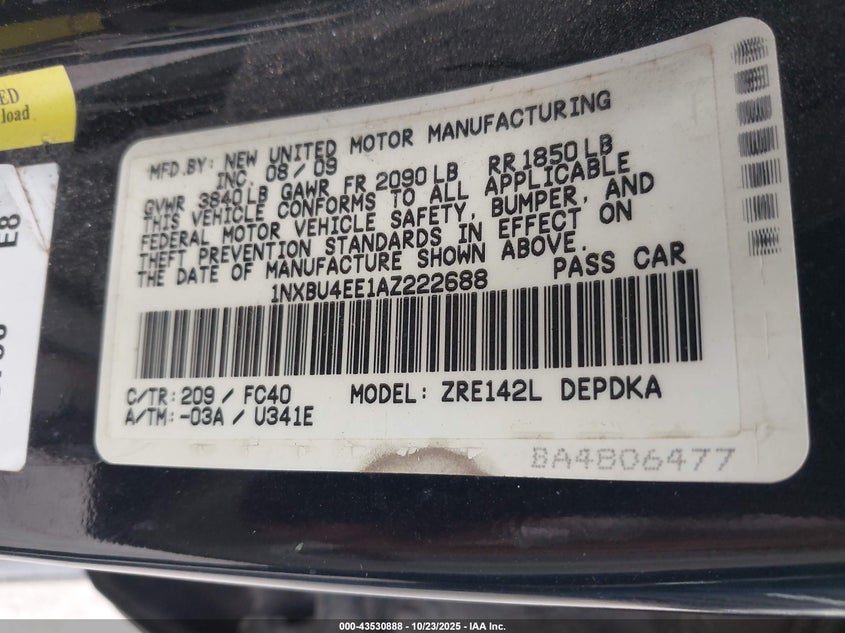 ED
load
E8
MFD.BY: NEW UNITED MOTOR MANUFACTURING
INC. 08 / 09
GVWR 3840 LB GAWR FR 2090 LB RR 1850 LB
THIS VEHICLE CONFORMS TO ALL APPLICABLE
FEDERAL MOTOR VEHICLE SAFETY, BUMPER, AND
THEFT PREVENTION STANDARDS IN EFFECT ON
THE DATE OF MANUFACTURE SHOWN ABOVE.
1NXBU4EE1AZ222688 PASS CAR
C/TR: 209 / FC40 MODEL: ZRE142L DEPDKA
A/TM: -03A / U341E
BA4806477
000-43530888 - 10/23/2025 - IAA Inc.